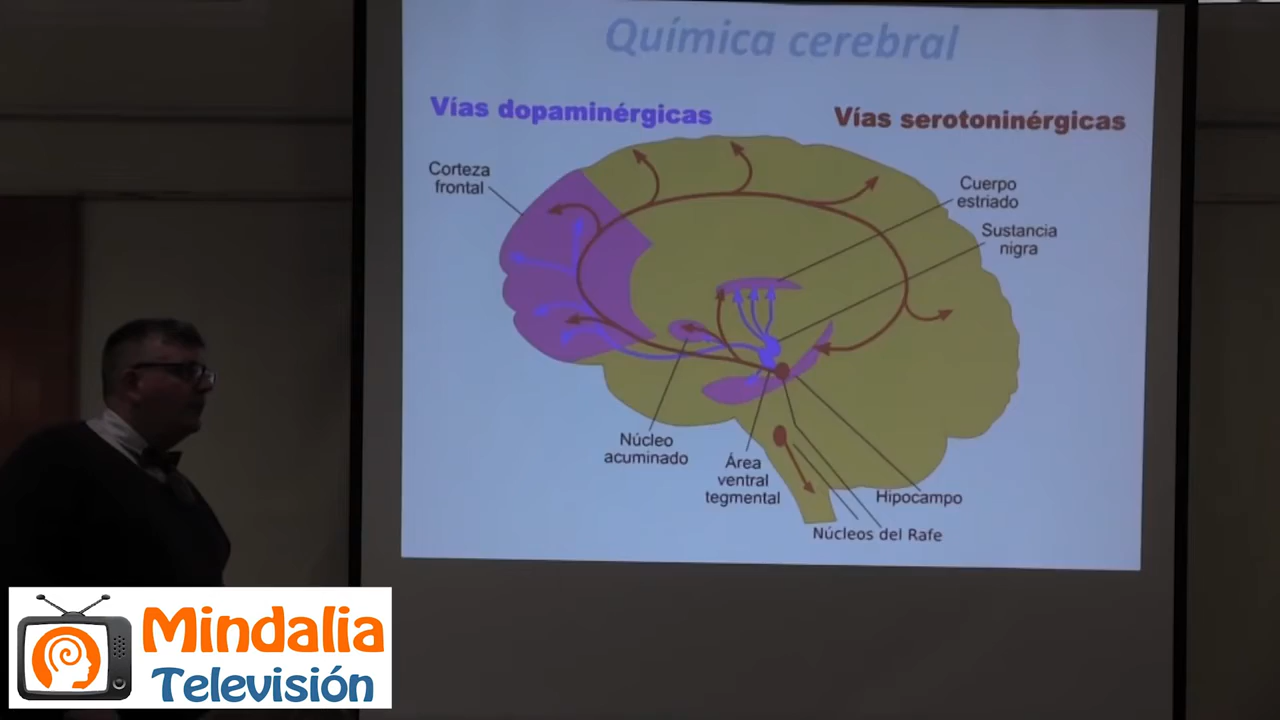 Química cerebral
Vías dopaminérgicas
Vías serotoninérgicas
Corteza
frontal
Cuerpo
estriado
Sustancia
nigra
Núcleo
acuminado
Área
ventral
tegmental
Hipocampo
Núcleos del Rafe
Mindalia
Televisión